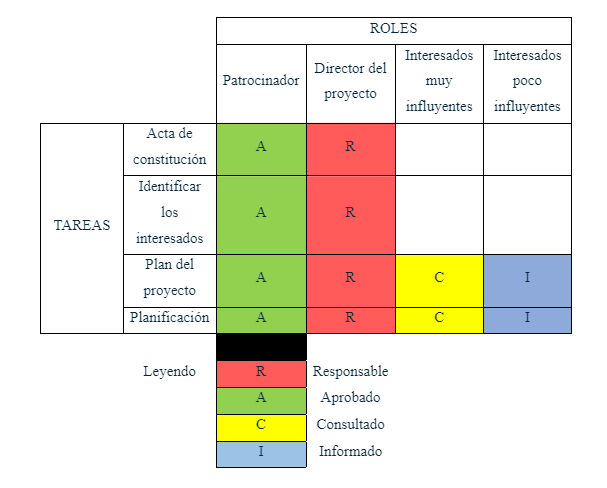 ROLES
Patrocinador
Director del
proyecto
Interesados
muy
influyentes
Interesados
poco
influyentes
TAREAS
Acta de
constitución
A
R
Identificar
los
interesados
A
R
Plan del
proyecto
A
R
C
I
Planificación
A
R
C
I
Leyendo
R
Responsable
A
Aprobado
C
Consultado
I
Informado